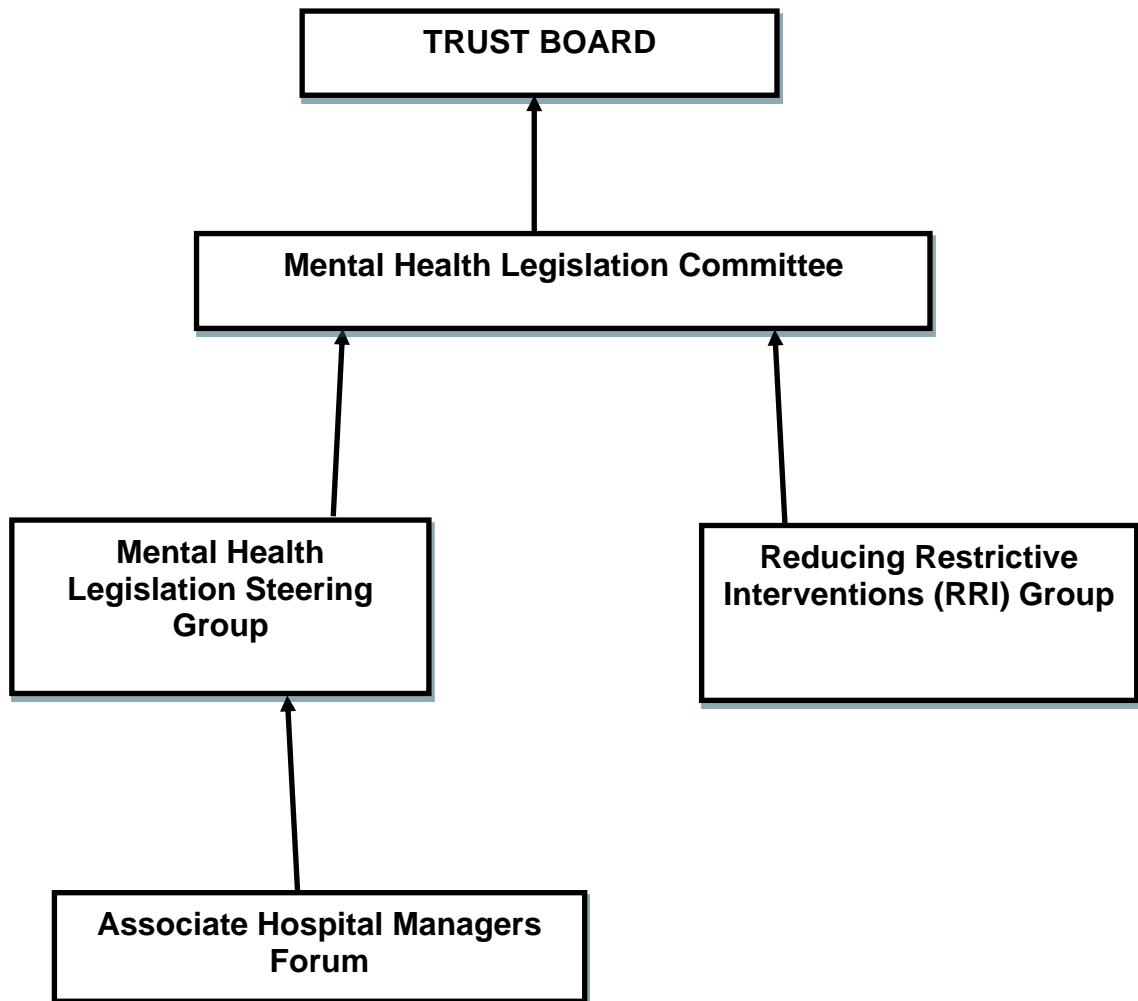 TRUST BOARD
Mental Health Legislation Committee
Mental Health
Legislation Steering
Group
Reducing Restrictive
Interventions (RRI) Group
Associate Hospital Managers
Forum